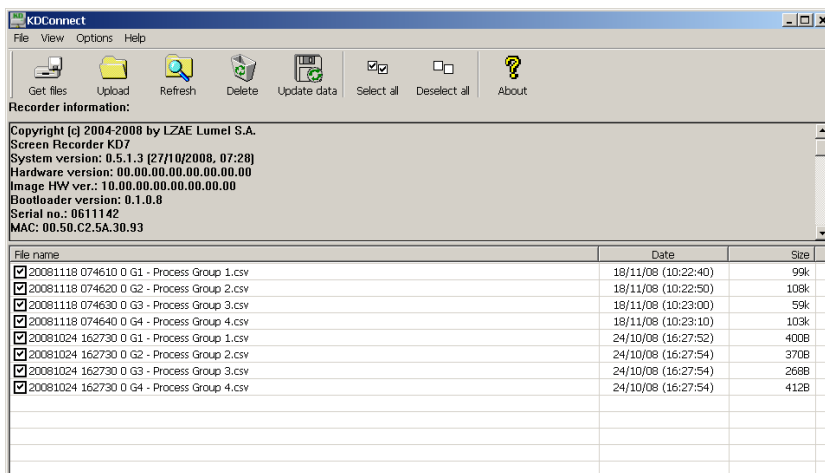 KDConnect
File View Options Help
Get files Upload Refresh Delete Update data Select all Deselect all About
Recorder information:
Copyright (c) 2004-2008 by LZAE Lumel S.A.
Screen Recorder KD7
System version: 0.5.1.3 (27/10/2008, 07:28)
Hardware version: 00.00.00.00.00.00.00.00
Image HW ver.: 10.00.00.00.00.00.00.00
Bootloader version: 0.1.0.8
Serial no.: 0611142
MAC: 00.50.C2.5A.30.93
File name Date Size
20081118 074610 0 G1 - Process Group 1.csv 18/11/08 (10:22:40) 99k
20081118 074620 0 G2 - Process Group 2.csv 18/11/08 (10:22:50) 108k
20081118 074630 0 G3 - Process Group 3.csv 18/11/08 (10:23:00) 59k
20081118 074640 0 G4 - Process Group 4.csv 18/11/08 (10:23:10) 103k
20081024 162730 0 G1 - Process Group 1.csv 24/10/08 (16:27:52) 400B
20081024 162730 0 G2 - Process Group 2.csv 24/10/08 (16:27:54) 370B
20081024 162730 0 G3 - Process Group 3.csv 24/10/08 (16:27:54) 268B
20081024 162730 0 G4 - Process Group 4.csv 24/10/08 (16:27:54) 412B